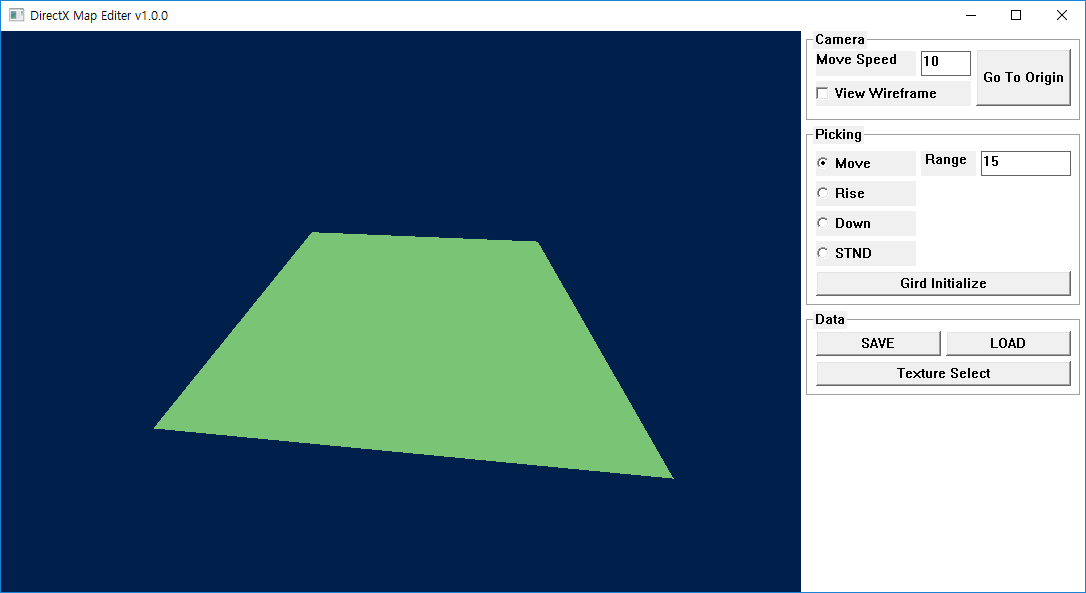 DirectX Map Editor v1.0.0
Camera
Move Speed 10
Go To Origin
View Wireframe
Picking
Move Range 15
Rise
Down
STND
Gird Initialize
Data
SAVE LOAD
Texture Select